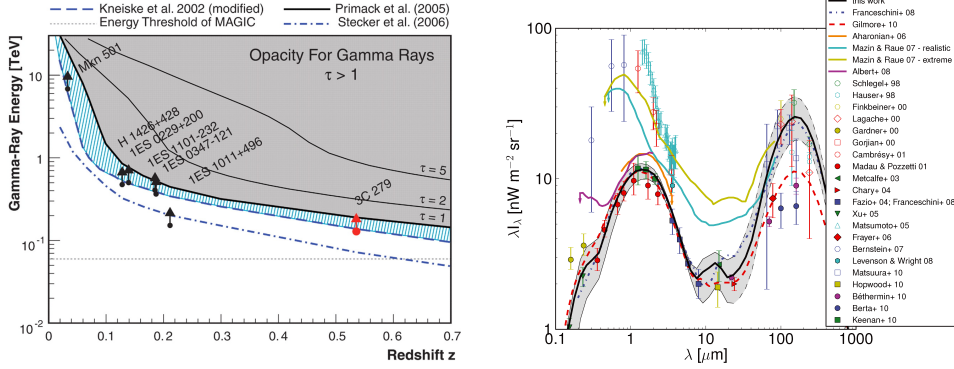 Kneiske et al. 2002 (modified)
Primack et al. (2005)
Energy Threshold of MAGIC
Stecker et al. (2006)
Gamma-Ray Energy [TeV]
10
1
10⁻¹
10⁻²
Mkn 501
Opacity For Gamma Rays
τ > 1
H 1426+428
1ES 0229+200
1ES 1101-232
1ES 0347-121
1ES 1011+496
3C 279
τ = 5
τ = 2
τ = 1
0
0.1
0.2
0.3
0.4
0.5
0.6
0.7
Redshift z
λI_λ [nW m⁻² sr⁻¹]
100
10
1
0.1
1
10
100
1000
λ [μm]
this work
Franceschini+ 08
Gilmore+ 10
Aharonian+ 06
Mazin & Raue 07 - realistic
Mazin & Raue 07 - extreme
Albert+ 08
Schlegel+ 98
Hauser+ 98
Finkbeiner+ 00
Lagache+ 00
Gardner+ 00
Gorjian+ 00
Cambrésy+ 01
Madau & Pozzetti 01
Metcalfe+ 03
Chary+ 04
Fazio+ 04; Franceschini+ 08
Xu+ 05
Matsumoto+ 05
Frayer+ 06
Bernstein+ 07
Levenson & Wright 08
Matsuura+ 10
Hopwood+ 10
Béthermin+ 10
Berta+ 10
Keenan+ 10